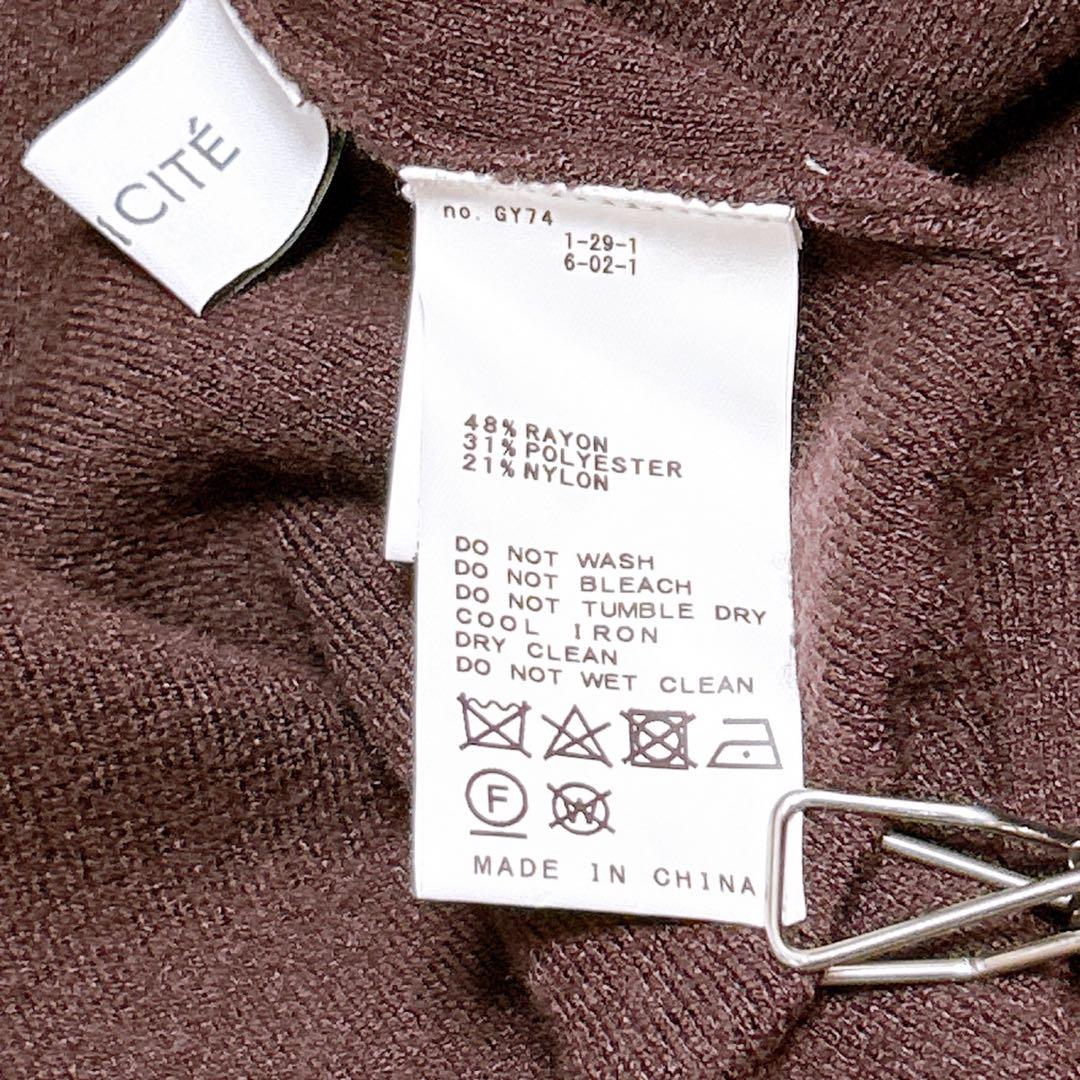 ICITÉ
no. GY74
1-29-1
6-02-1
48% RAYON
31% POLYESTER
21% NYLON
DO NOT WASH
DO NOT BLEACH
DO NOT TUMBLE DRY
COOL IRON
DRY CLEAN
DO NOT WET CLEAN
F W
MADE IN CHINA